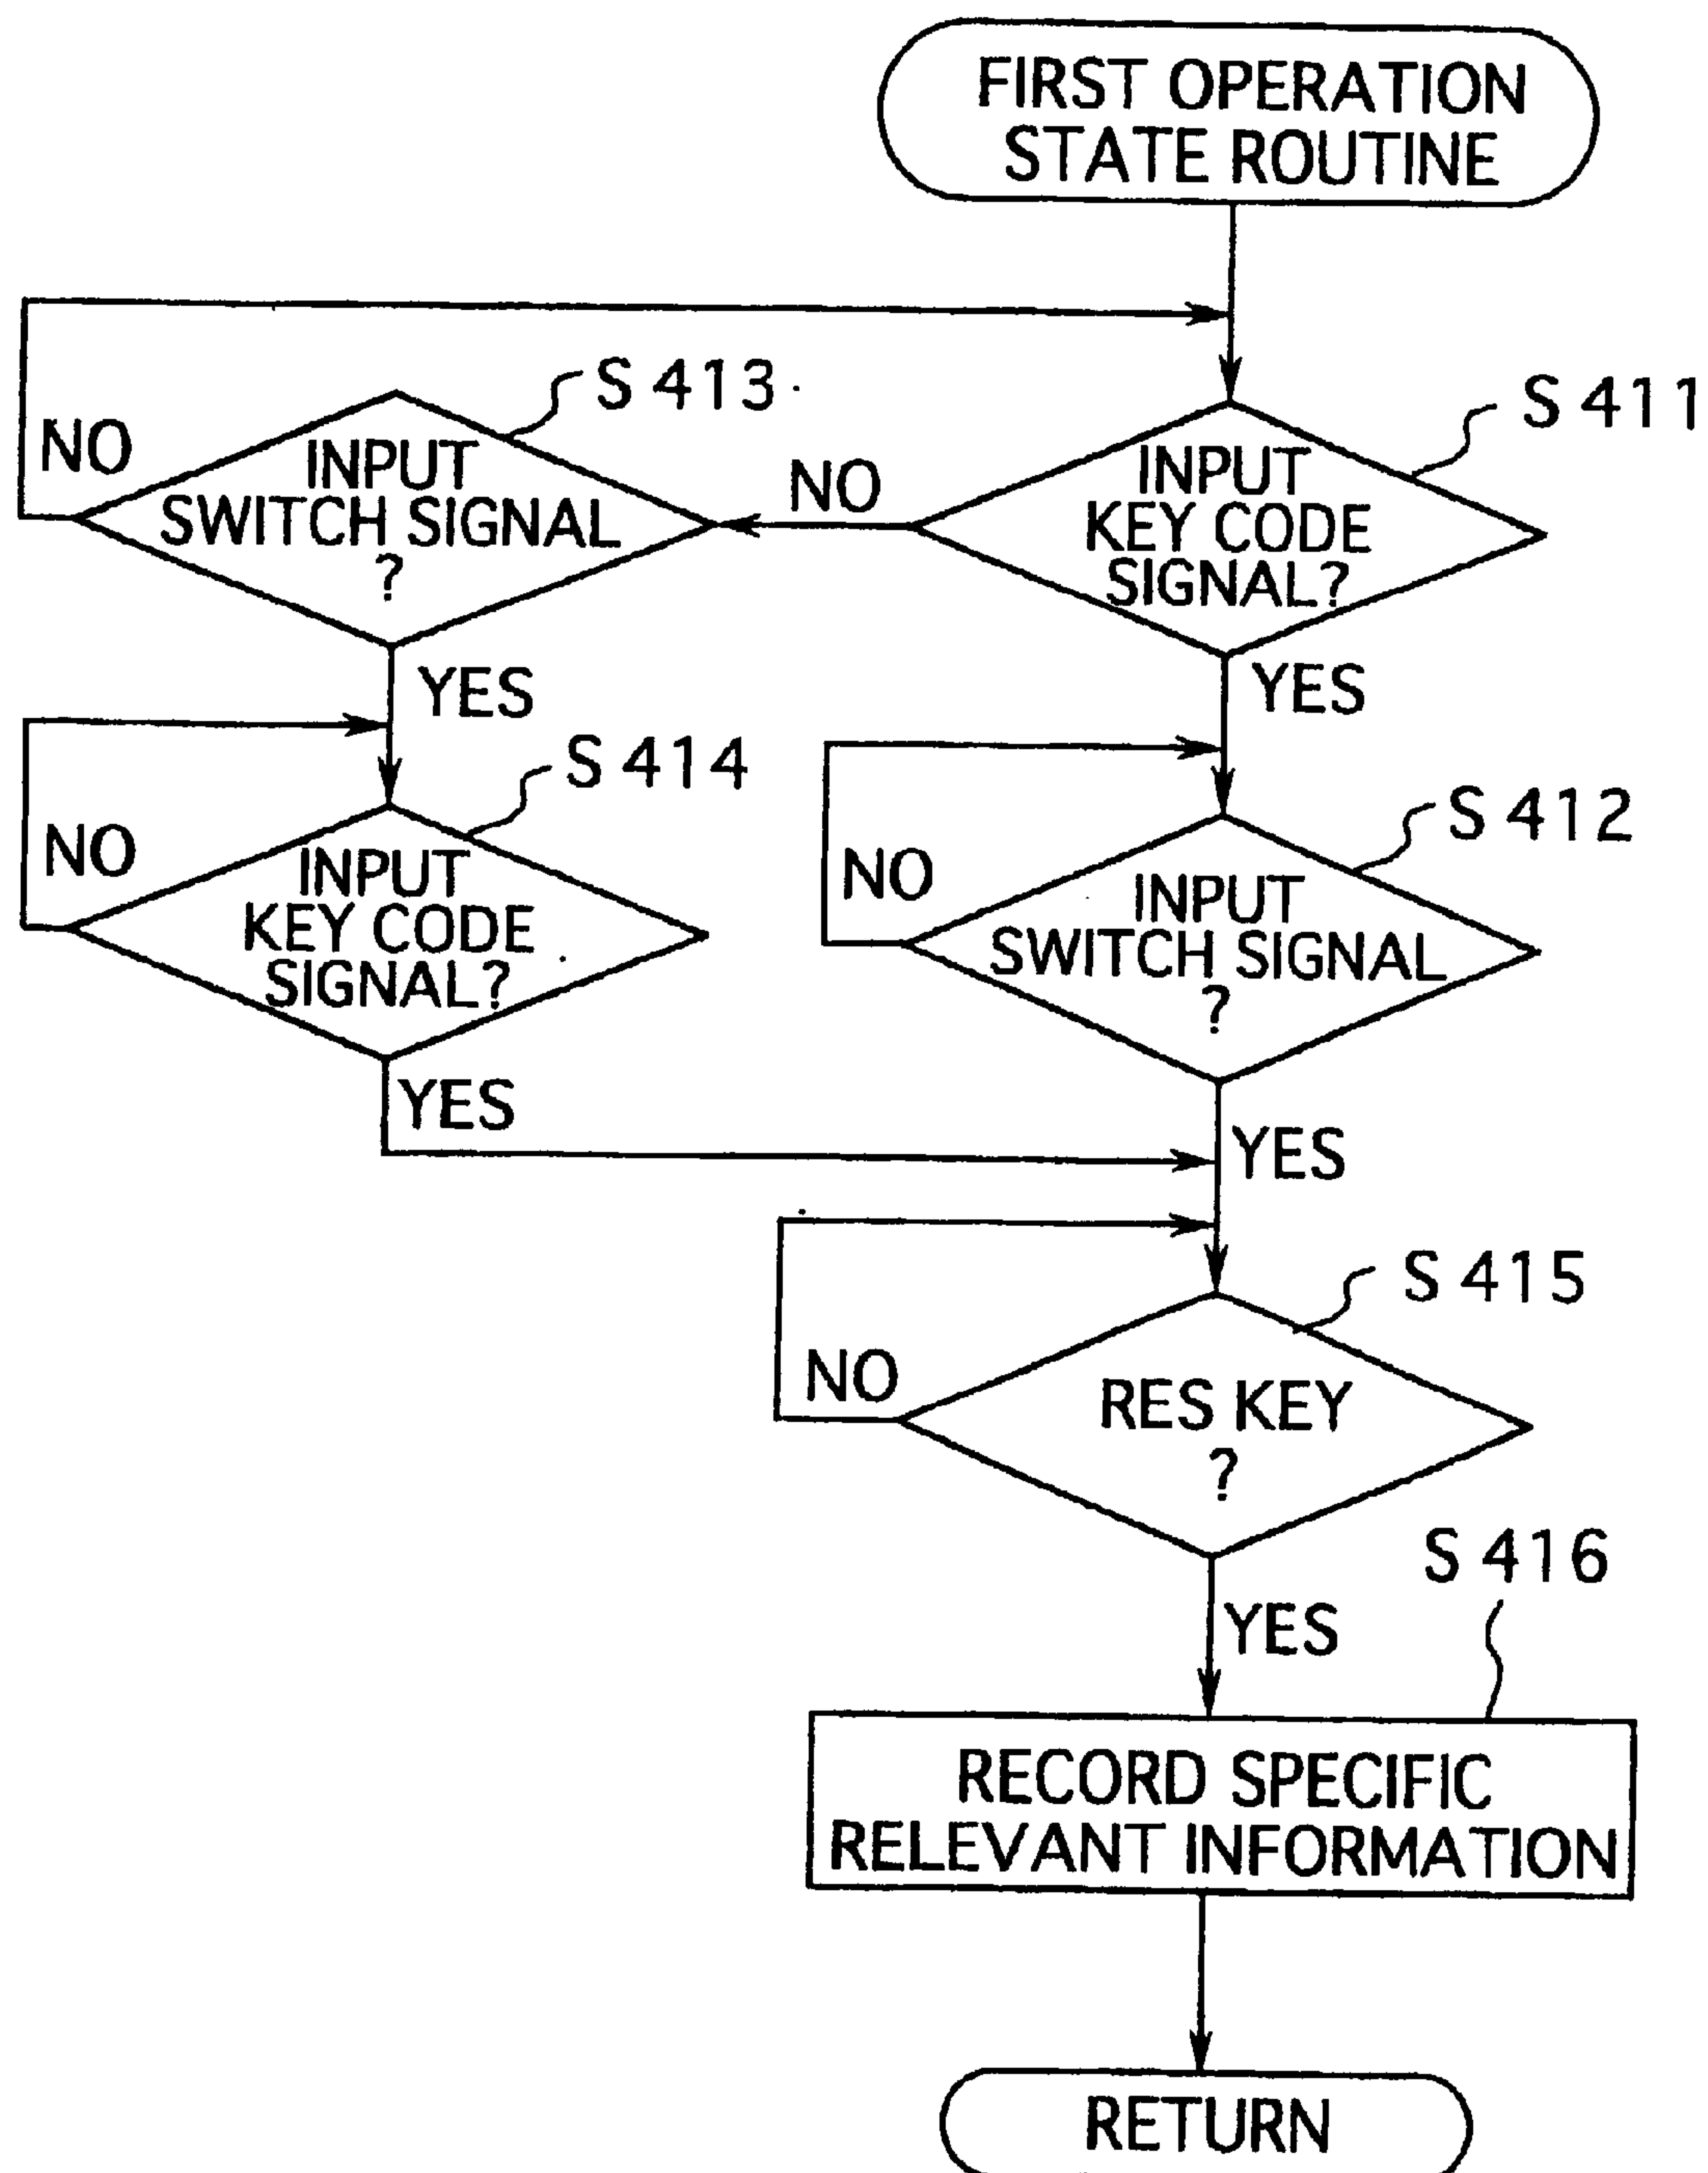 FIRST OPERATION
STATE ROUTINE
S 413
S 411
NO
INPUT
SWITCH SIGNAL
?
NO
INPUT
KEY CODE
SIGNAL?
YES
YES
S 414
S 412
NO
INPUT
KEY CODE
SIGNAL?
NO
INPUT
SWITCH SIGNAL
?
YES
YES
S 415
NO
RES KEY
?
S 416
YES
RECORD SPECIFIC
RELEVANT INFORMATION
RETURN